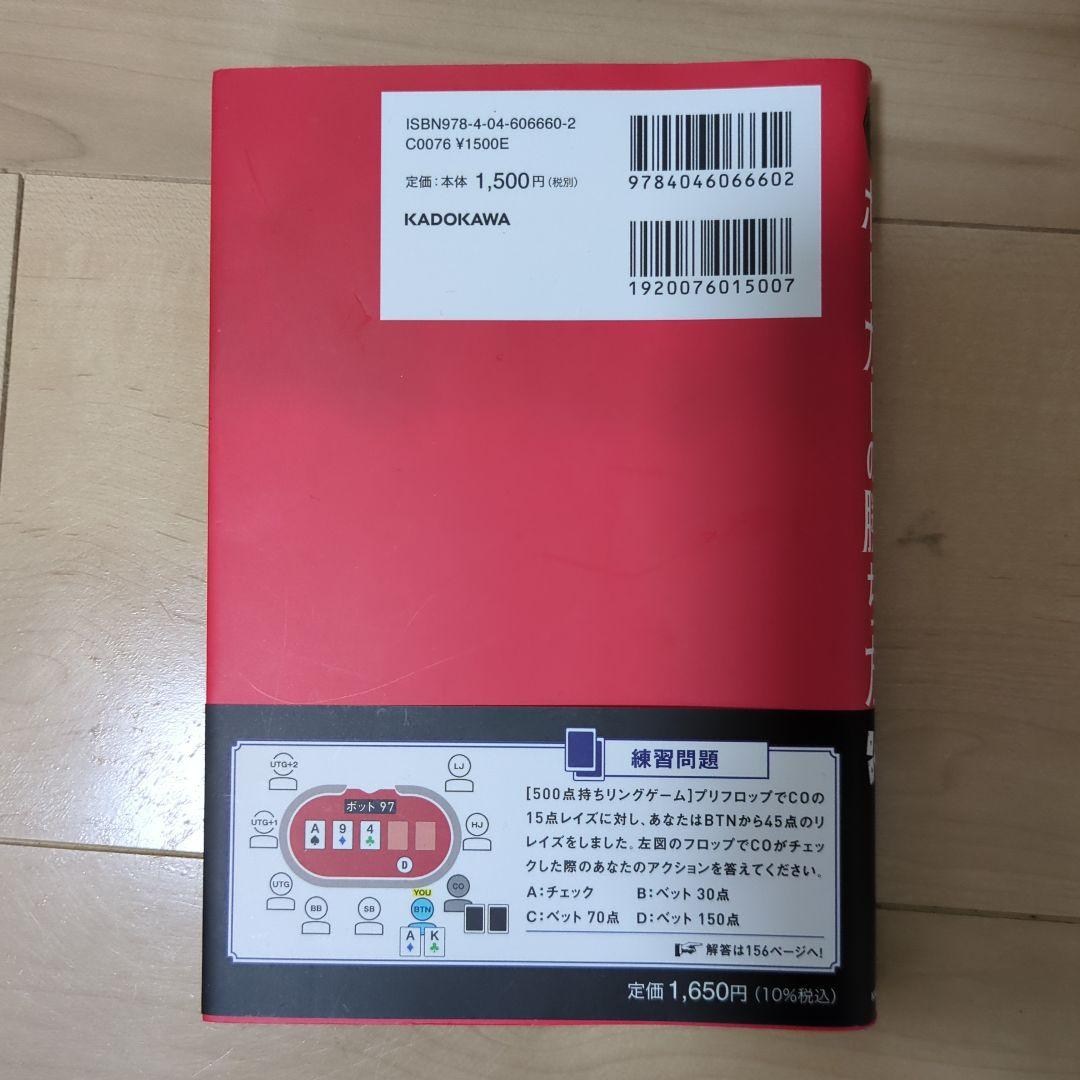 ISBN978-4-04-606660-2
C0076 ¥1500E
定価:本体 1,500円(税別)
KADOKAWA
9784046066602
1920076015007
の勝ち方
練習問題
[500点持ちリングゲーム]プリフロップでCOの
15点レイズに対し、あなたはBTNから45点のリ
レイズをしました。左図のフロップでCOがチェッ
クした際のあなたのアクションを答えてください。
A:チェック B:ベット 30点
C:ベット 70点 D:ベット 150点
解答は156ページへ!
UTG+2
LJ
ポット 97
UTG+1
A 9 4
HJ
D
UTG
YOU
CO
BB
SB
BTN
A K
定価1,650円(10%税込)